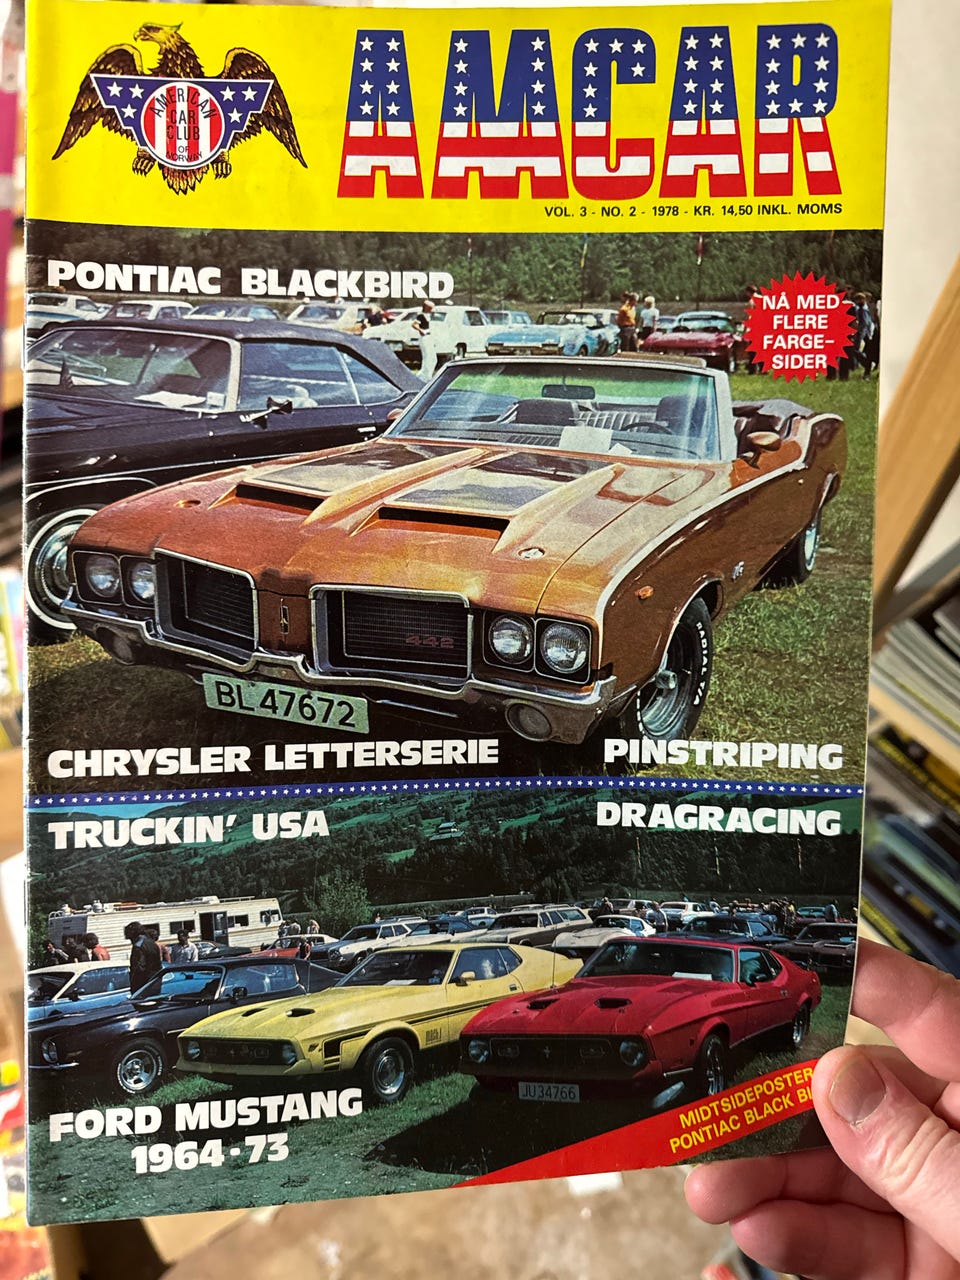 AMERICAN
CAR
CLUB
OF
NORWAY
AMCAR
VOL. 3 - NO. 2 - 1978 - KR. 14,50 INKL. MOMS
PONTIAC BLACKBIRD
NÅ MED
FLERE
FARGE-
SIDER
442
BL 47672
RADIAL T/A
CHRYSLER LETTERSERIE
PINSTRIPING
TRUCKIN' USA
DRAGRACING
JU 34766
FORD MUSTANG
1964-73
MIDTSIDEPOSTER
PONTIAC BLACK